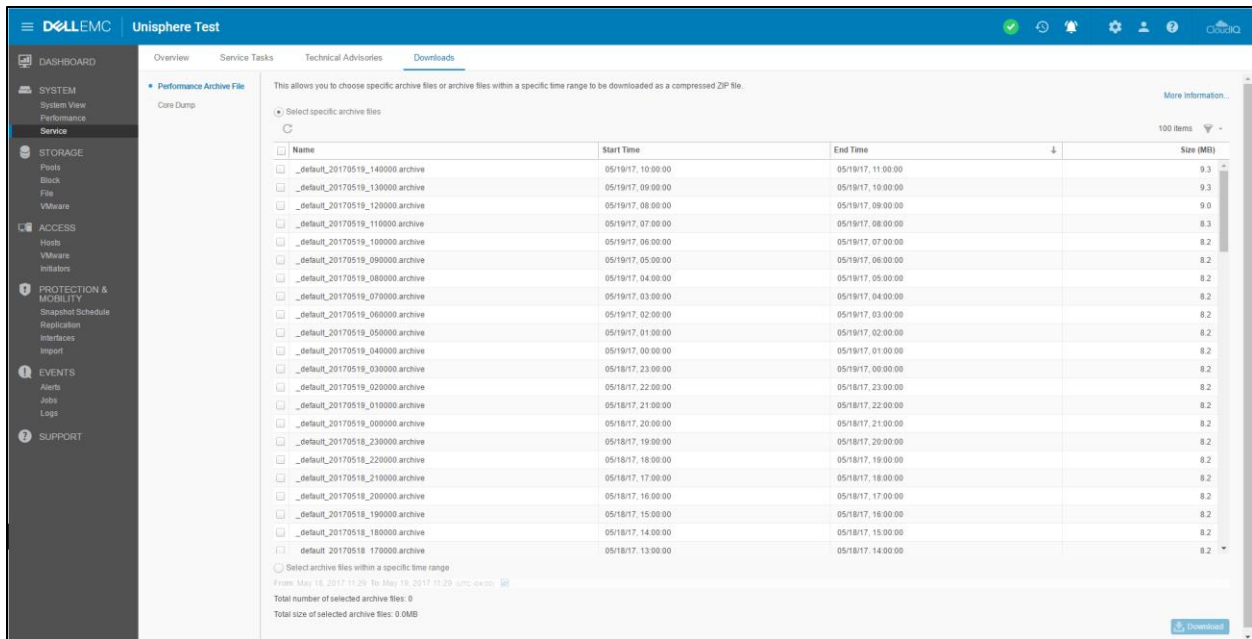 DELLEMC Unisphere Test CloudIQ
DASHBOARD
SYSTEM
System View
Performance
Service
STORAGE
Pools
Block
File
VMware
ACCESS
Hosts
VMware
Initiators
PROTECTION &
MOBILITY
Snapshot Schedule
Replication
Interfaces
Import
EVENTS
Alerts
Jobs
Logs
SUPPORT
Overview Service Tasks Technical Advisories Downloads
Performance Archive File
Core Dump
This allows you to choose specific archive files or archive files within a specific time range to be downloaded as a compressed ZIP file.
More information...
Select specific archive files
100 items
Name Start Time End Time Size (MB)
_default_20170519_140000.archive 05/19/17, 10:00:00 05/19/17, 11:00:00 9.3
_default_20170519_130000.archive 05/19/17, 09:00:00 05/19/17, 10:00:00 9.3
_default_20170519_120000.archive 05/19/17, 08:00:00 05/19/17, 09:00:00 9.0
_default_20170519_110000.archive 05/19/17, 07:00:00 05/19/17, 08:00:00 8.3
_default_20170519_100000.archive 05/19/17, 06:00:00 05/19/17, 07:00:00 8.2
_default_20170519_090000.archive 05/19/17, 05:00:00 05/19/17, 06:00:00 8.2
_default_20170519_080000.archive 05/19/17, 04:00:00 05/19/17, 05:00:00 8.2
_default_20170519_070000.archive 05/19/17, 03:00:00 05/19/17, 04:00:00 8.2
_default_20170519_060000.archive 05/19/17, 02:00:00 05/19/17, 03:00:00 8.2
_default_20170519_050000.archive 05/19/17, 01:00:00 05/19/17, 02:00:00 8.2
_default_20170519_040000.archive 05/19/17, 00:00:00 05/19/17, 01:00:00 8.2
_default_20170519_030000.archive 05/18/17, 23:00:00 05/19/17, 00:00:00 8.2
_default_20170519_020000.archive 05/18/17, 22:00:00 05/18/17, 23:00:00 8.2
_default_20170519_010000.archive 05/18/17, 21:00:00 05/18/17, 22:00:00 8.2
_default_20170519_000000.archive 05/18/17, 20:00:00 05/18/17, 21:00:00 8.2
_default_20170518_230000.archive 05/18/17, 19:00:00 05/18/17, 20:00:00 8.2
_default_20170518_220000.archive 05/18/17, 18:00:00 05/18/17, 19:00:00 8.2
_default_20170518_210000.archive 05/18/17, 17:00:00 05/18/17, 18:00:00 8.2
_default_20170518_200000.archive 05/18/17, 16:00:00 05/18/17, 17:00:00 8.2
_default_20170518_190000.archive 05/18/17, 15:00:00 05/18/17, 16:00:00 8.2
_default_20170518_180000.archive 05/18/17, 14:00:00 05/18/17, 15:00:00 8.2
_default_20170518_170000.archive 05/18/17, 13:00:00 05/18/17, 14:00:00 8.2
Select archive files within a specific time range
From: May 18, 2017 11:29 To: May 19, 2017 11:29 (UTC-04:00)
Total number of selected archive files: 0
Total size of selected archive files: 0.0MB
Download